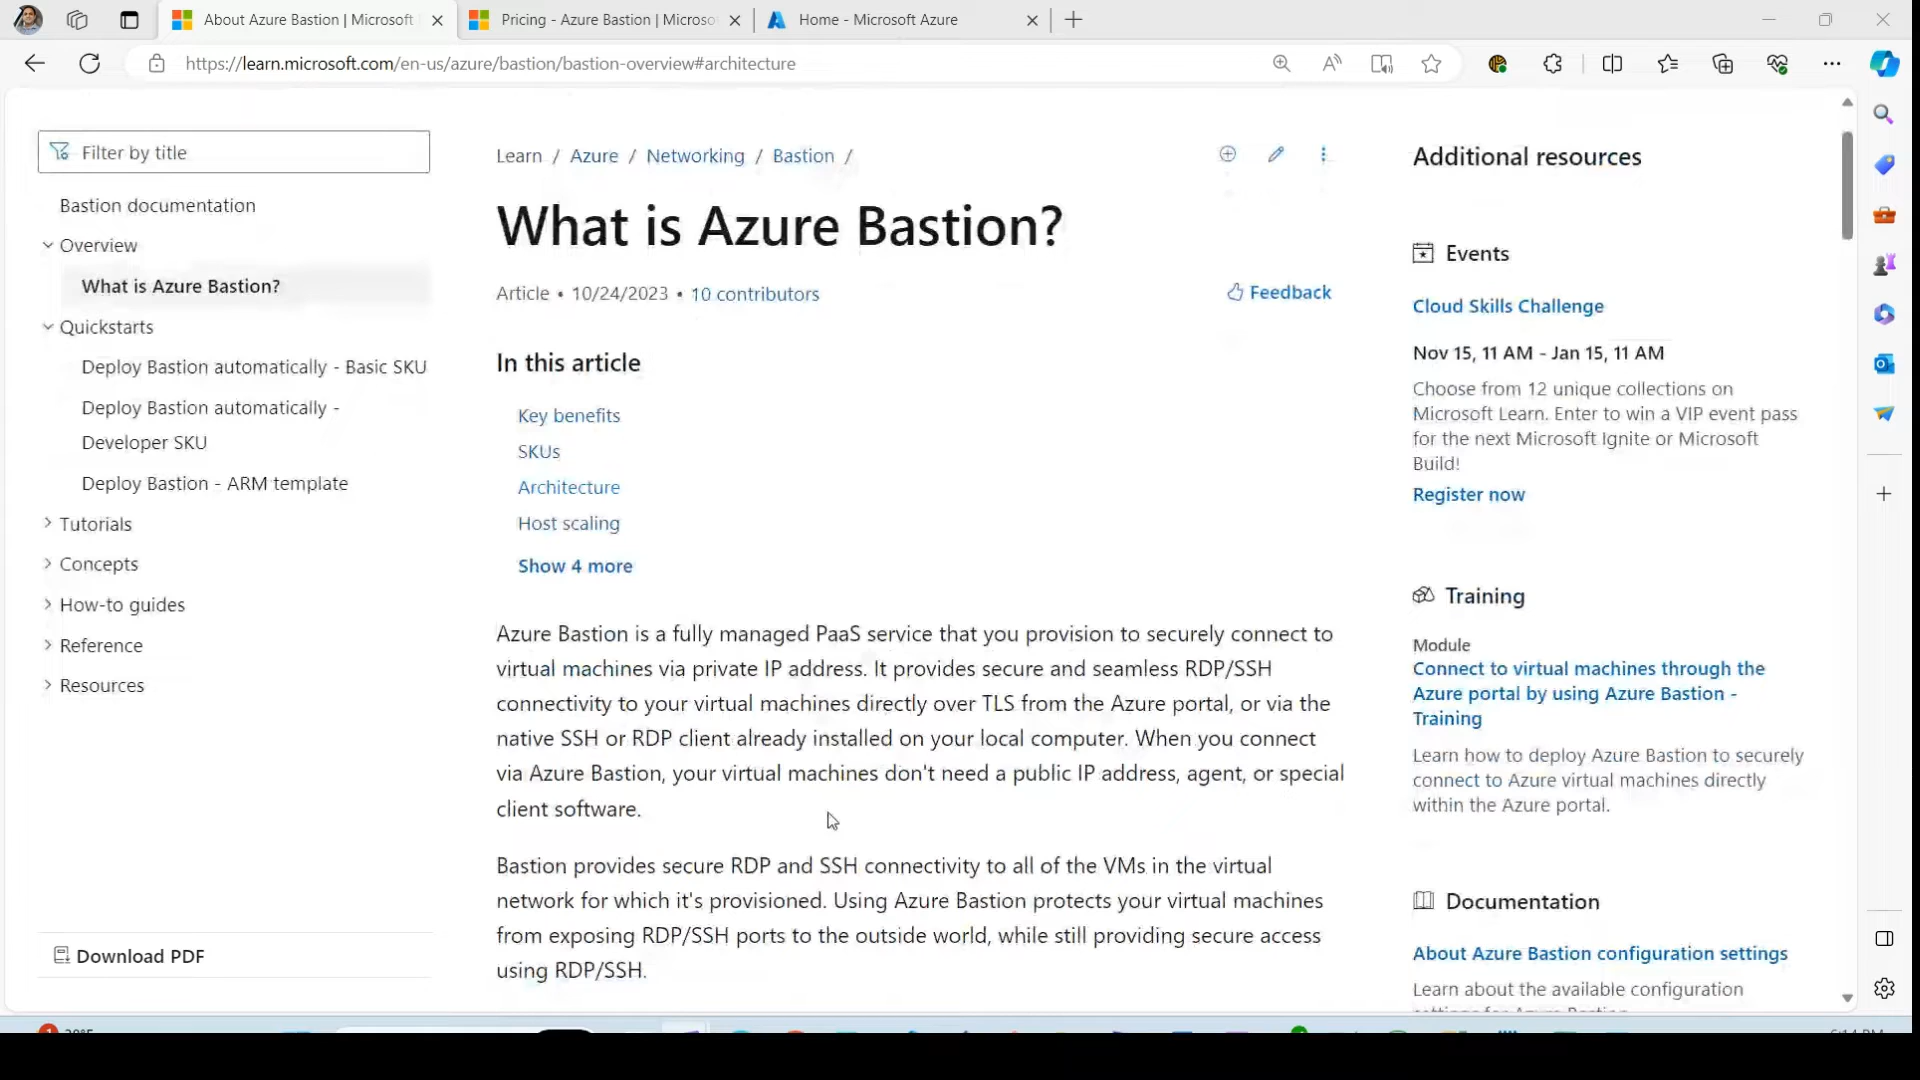 About Azure Bastion | Microsoft
Pricing - Azure Bastion | Microso
Home - Microsoft Azure
https://learn.microsoft.com/en-us/azure/bastion/bastion-overview#architecture
Filter by title
Bastion documentation
Overview
What is Azure Bastion?
Quickstarts
Deploy Bastion automatically - Basic SKU
Deploy Bastion automatically -
Developer SKU
Deploy Bastion - ARM template
Tutorials
Concepts
How-to guides
Reference
Resources
Download PDF
Learn / Azure / Networking / Bastion /
What is Azure Bastion?
Article • 10/24/2023 • 10 contributors
Feedback
In this article
Key benefits
SKUs
Architecture
Host scaling
Show 4 more
Azure Bastion is a fully managed PaaS service that you provision to securely connect to
virtual machines via private IP address. It provides secure and seamless RDP/SSH
connectivity to your virtual machines directly over TLS from the Azure portal, or via the
native SSH or RDP client already installed on your local computer. When you connect
via Azure Bastion, your virtual machines don't need a public IP address, agent, or special
client software.
Bastion provides secure RDP and SSH connectivity to all of the VMs in the virtual
network for which it's provisioned. Using Azure Bastion protects your virtual machines
from exposing RDP/SSH ports to the outside world, while still providing secure access
using RDP/SSH.
Additional resources
Events
Cloud Skills Challenge
Nov 15, 11 AM - Jan 15, 11 AM
Choose from 12 unique collections on
Microsoft Learn. Enter to win a VIP event pass
for the next Microsoft Ignite or Microsoft
Build!
Register now
Training
Module
Connect to virtual machines through the
Azure portal by using Azure Bastion -
Training
Learn how to deploy Azure Bastion to securely
connect to Azure virtual machines directly
within the Azure portal.
Documentation
About Azure Bastion configuration settings
Learn about the available configuration